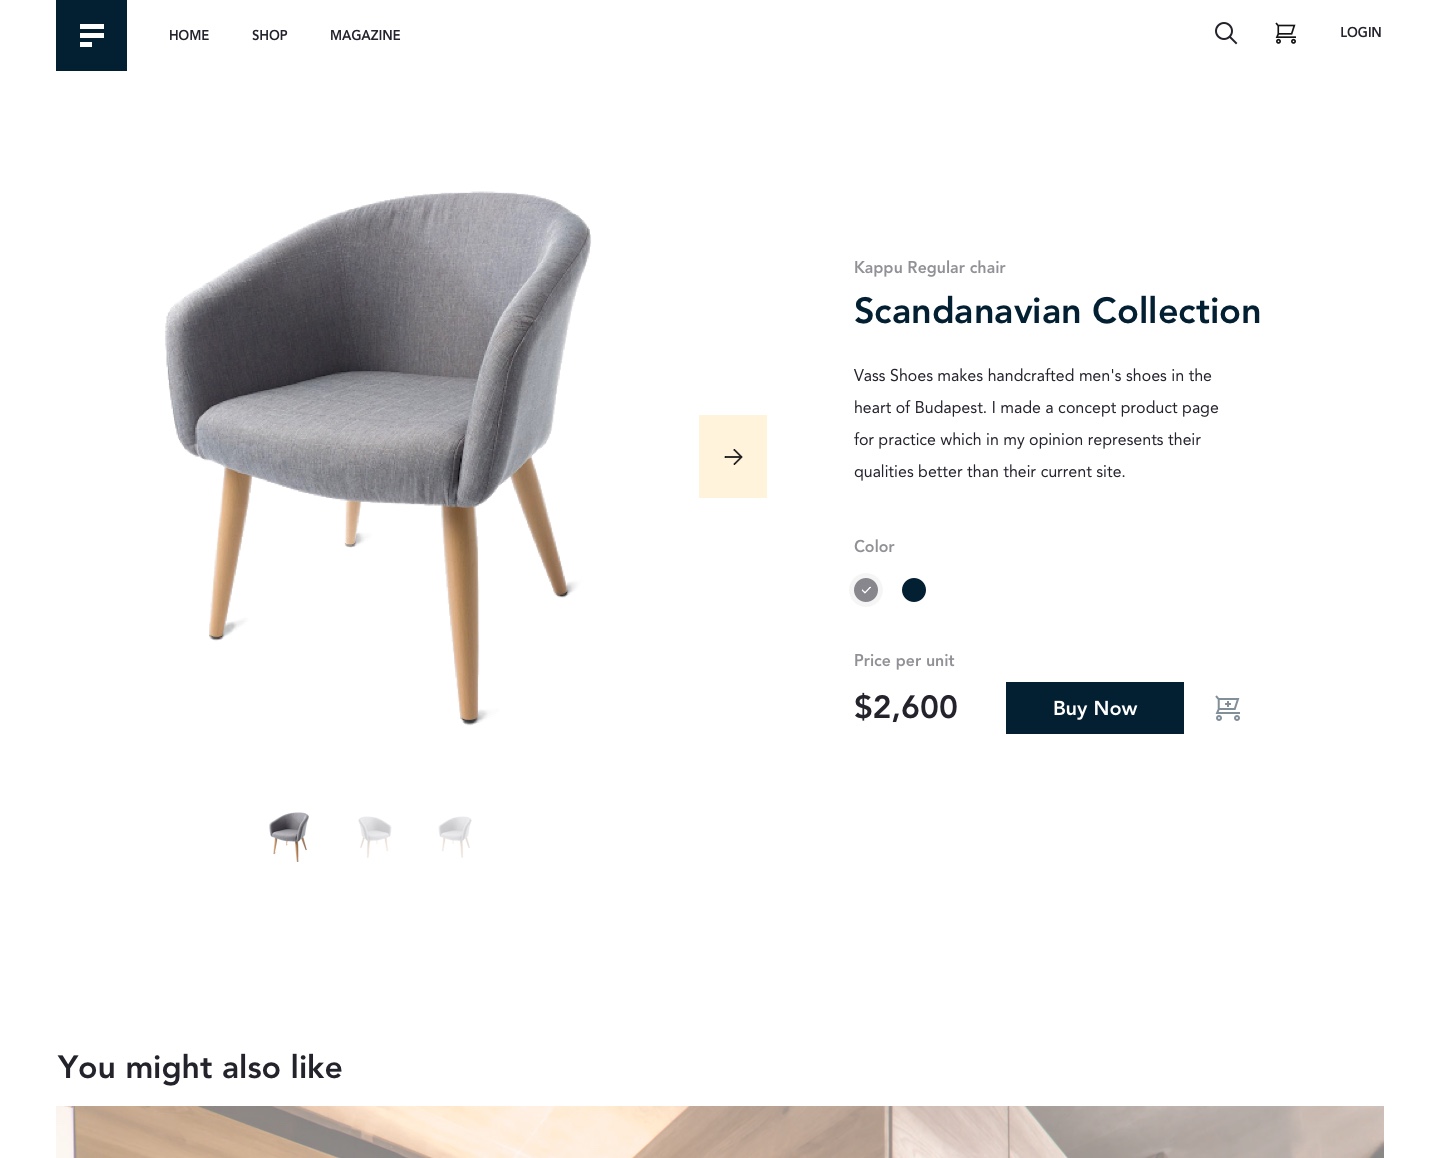 HOME
SHOP
MAGAZINE
LOGIN
Kappu Regular chair
Scandanavian Collection
Vass Shoes makes handcrafted men's shoes in the
heart of Budapest. I made a concept product page
for practice which in my opinion represents their
qualities better than their current site.
Color
Price per unit
$2,600
Buy Now
You might also like